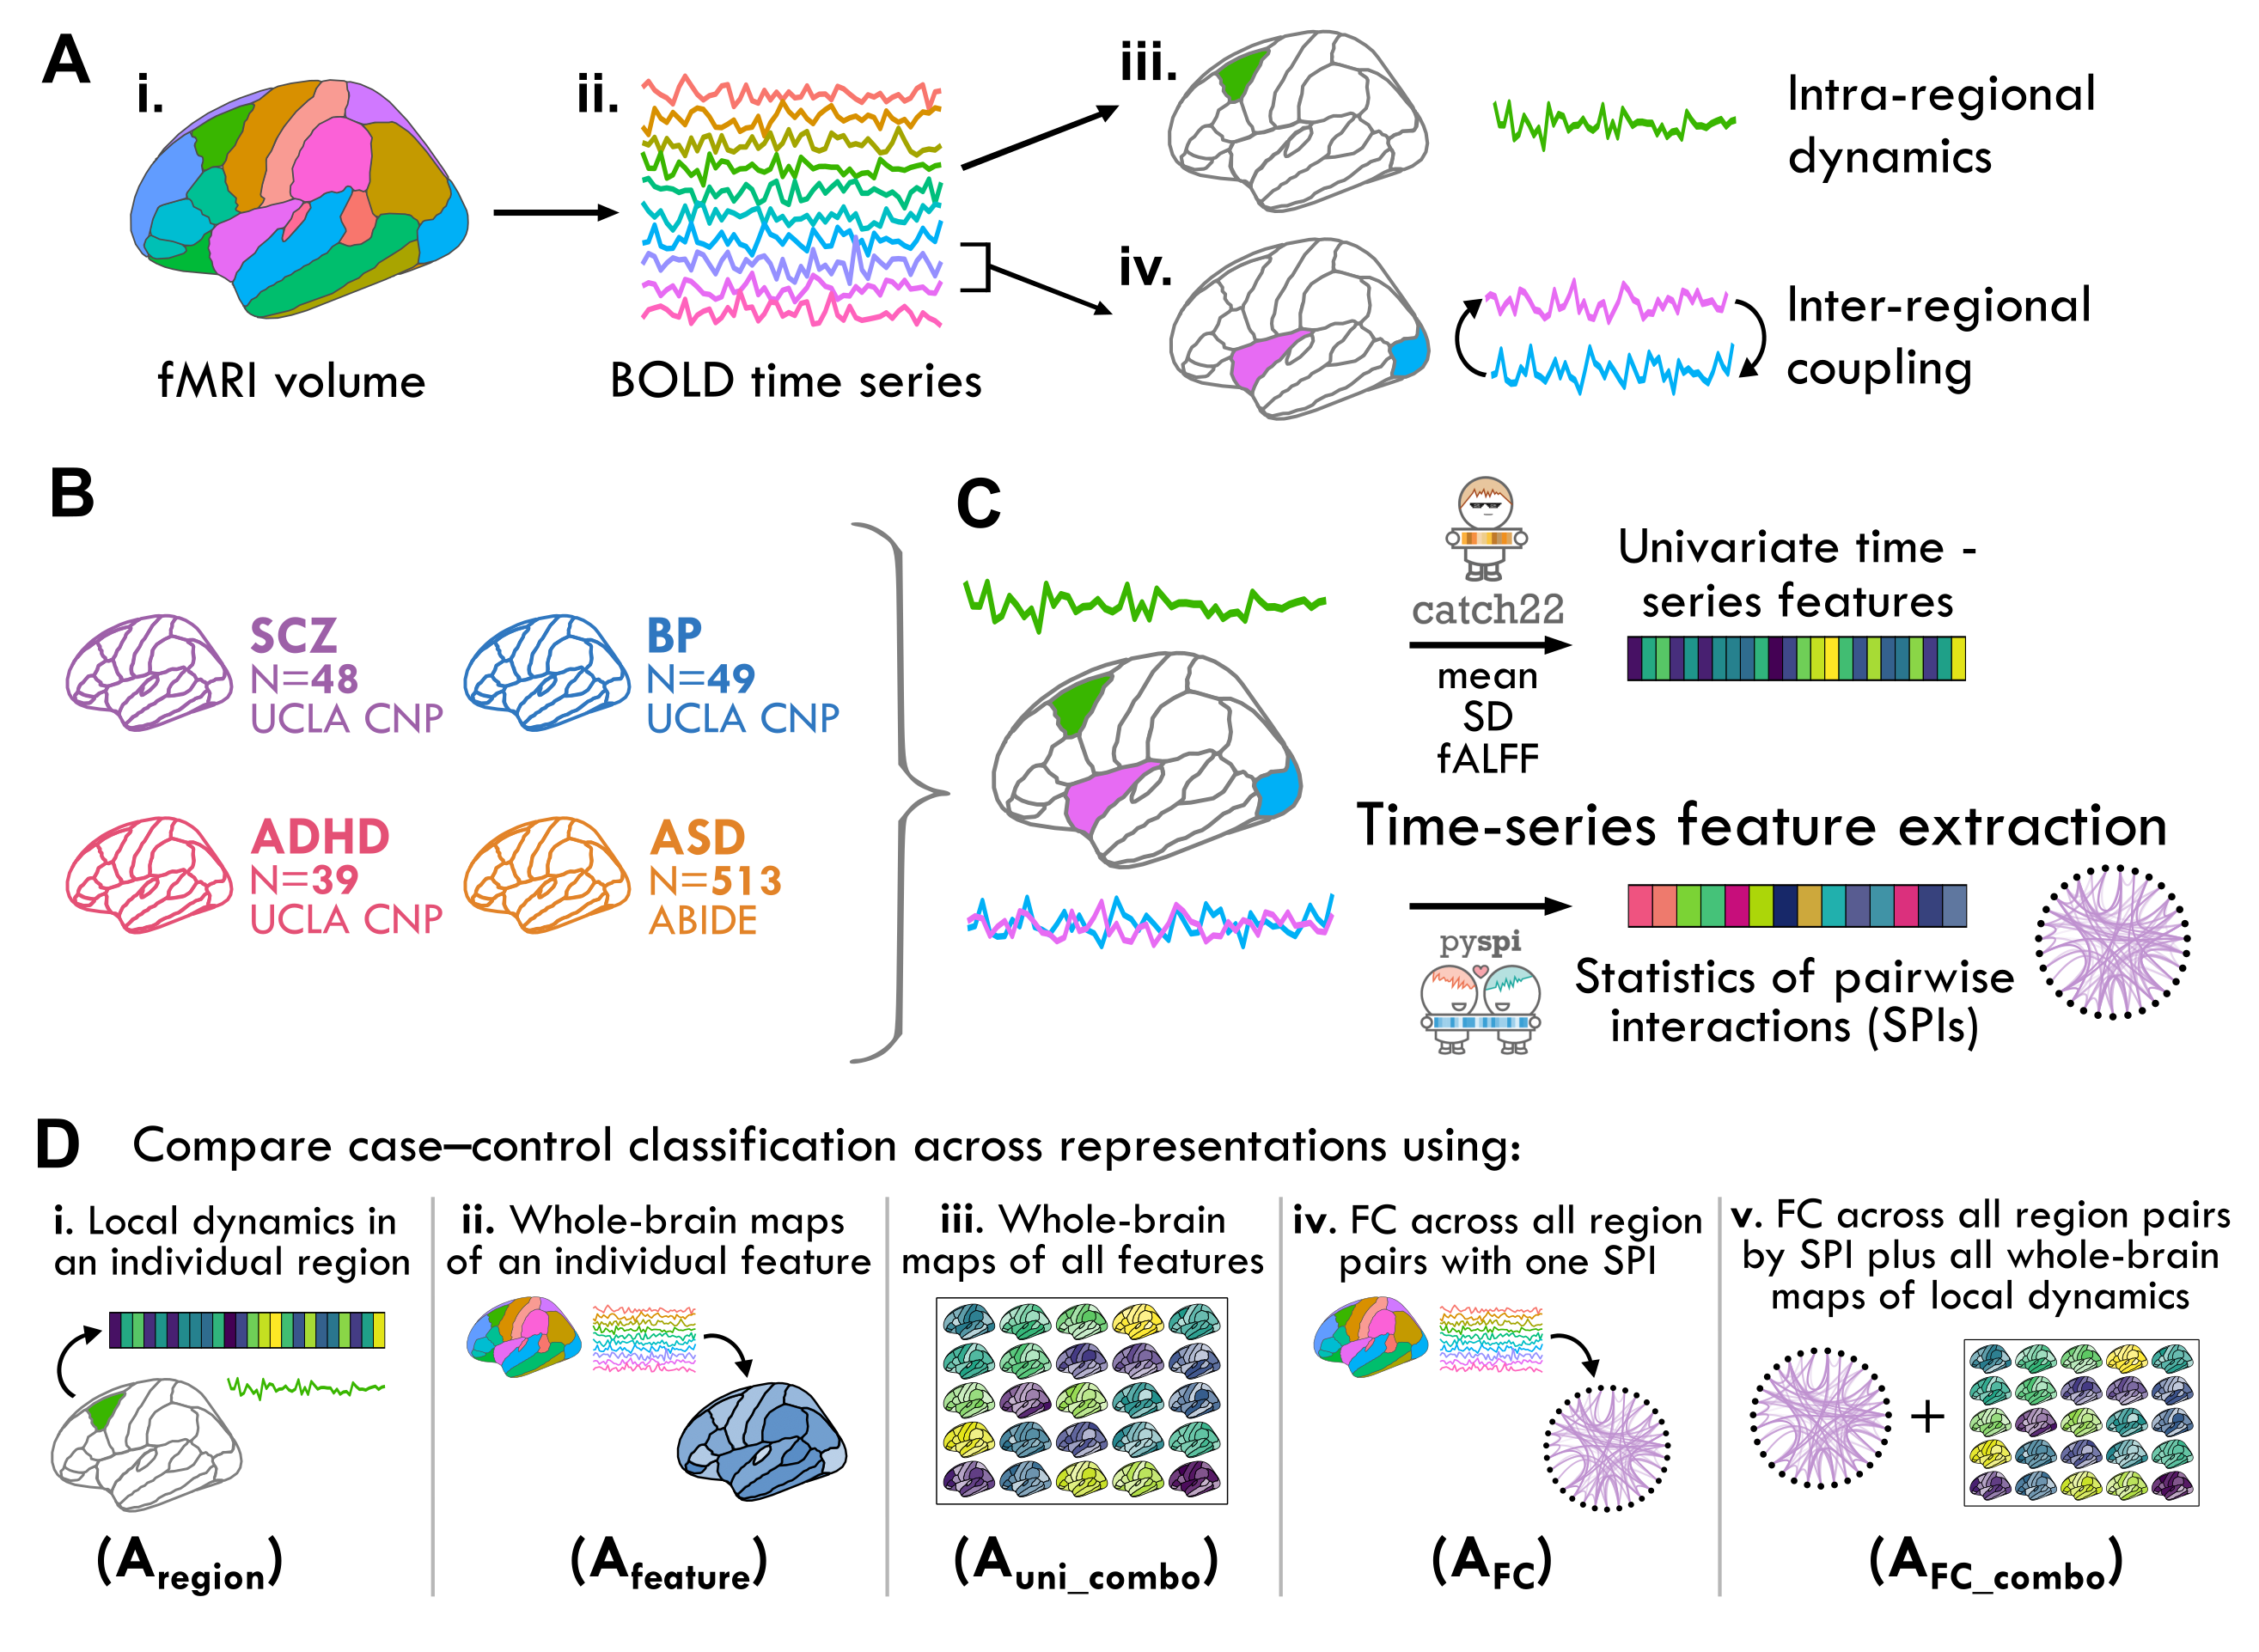 A
i.
ii.
iii.
Intra-regional
dynamics
iv.
Inter-regional
coupling
fMRI volume
BOLD time series
B
SCZ
N=48
UCLA CNP
BP
N=49
UCLA CNP
ADHD
N=39
UCLA CNP
ASD
N=513
ABIDE
C
catch22
mean
SD
fALFF
Univariate time -
series features
Time-series feature extraction
pyspi
Statistics of pairwise
interactions (SPIs)
D Compare case–control classification across representations using:
i. Local dynamics in
an individual region
(Aregion)
ii. Whole-brain maps
of an individual feature
(Afeature)
iii. Whole-brain
maps of all features
(Auni_combo)
iv. FC across all region
pairs with one SPI
(AFC)
v. FC across all region pairs
by SPI plus all whole-brain
maps of local dynamics
+
(AFC_combo)